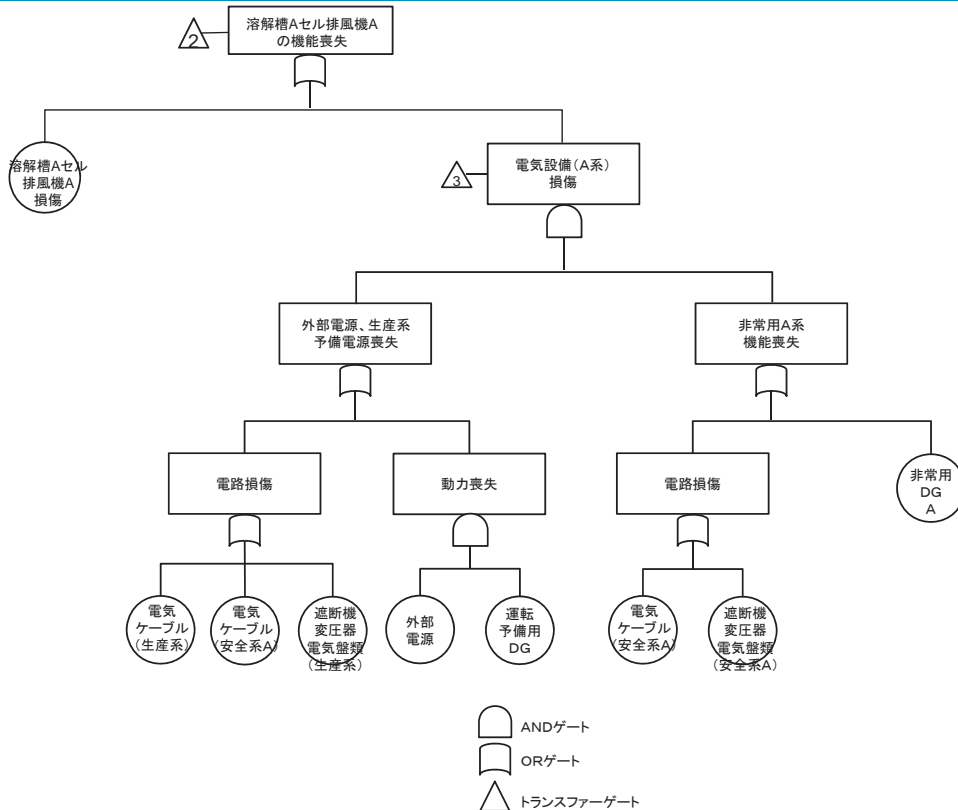 溶解槽Aセル排風機A
の機能喪失
2
溶解槽Aセル
排風機A
損傷
電気設備(A系)
損傷
3
外部電源、生産系
予備電源喪失
非常用A系
機能喪失
電路損傷
動力喪失
電路損傷
非常用
DG
A
電気
ケーブル
(生産系)
電気
ケーブル
(安全系A)
遮断機
変圧器
電気盤類
(生産系)
外部
電源
運転
予備用
DG
電気
ケーブル
(安全系A)
遮断機
変圧器
電気盤類
(安全系A)
ANDゲート
ORゲート
トランスファーゲート